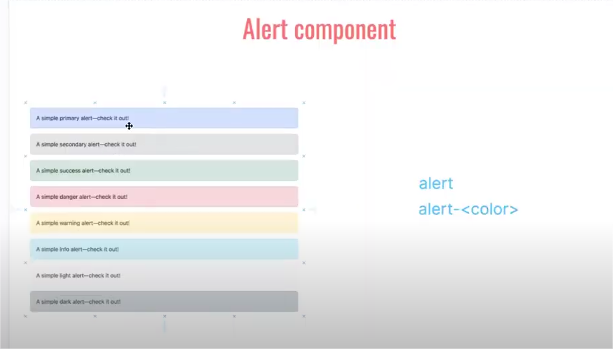 Alert component
A simple primary alert—check it out!
A simple secondary alert—check it out!
A simple success alert—check it out!
A simple danger alert—check it out!
A simple warning alert—check it out!
A simple info alert—check it out!
A simple light alert—check it out!
A simple dark alert—check it out!
alert
alert-<color>